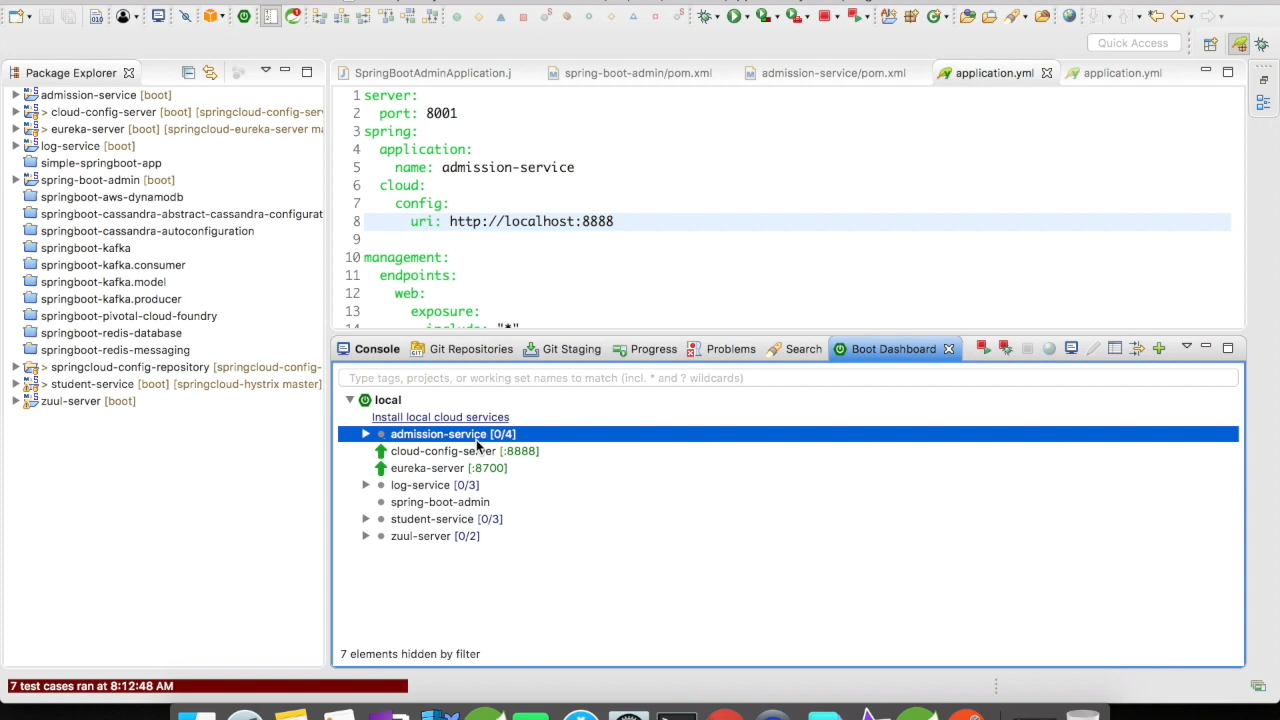 Quick Access
Package Explorer
admission-service [boot]
> cloud-config-server [boot] [springcloud-config-ser
> eureka-server [boot] [springcloud-eureka-server ma
log-service [boot]
simple-springboot-app
spring-boot-admin [boot]
springboot-aws-dynamodb
springboot-cassandra-abstract-cassandra-configurat
springboot-cassandra-autoconfiguration
springboot-kafka
springboot-kafka.consumer
springboot-kafka.model
springboot-kafka.producer
springboot-pivotal-cloud-foundry
springboot-redis-database
springboot-redis-messaging
> springcloud-config-repository [springcloud-config-
> student-service [boot] [springcloud-hystrix master]
zuul-server [boot]
SpringBootAdminApplication.j
spring-boot-admin/pom.xml
admission-service/pom.xml
application.yml
application.yml
1 server:
2 port: 8001
3 spring:
4 application:
5 name: admission-service
6 cloud:
7 config:
8 uri: http://localhost:8888
9
10 management:
11 endpoints:
12 web:
13 exposure:
14 include: "*"
Console
Git Repositories
Git Staging
Progress
Problems
Search
Boot Dashboard
Type tags, projects, or working set names to match (incl. * and ? wildcards)
local
Install local cloud services
admission-service [0/4]
cloud-config-server [:8888]
eureka-server [:8700]
log-service [0/3]
spring-boot-admin
student-service [0/3]
zuul-server [0/2]
7 elements hidden by filter
7 test cases ran at 8:12:48 AM